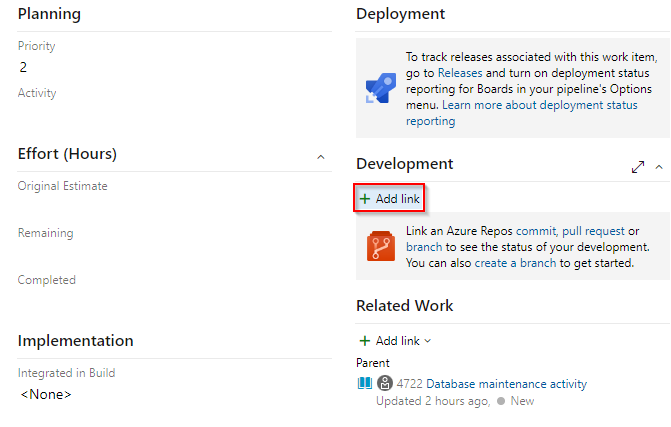 Planning
Priority
2
Activity
Effort (Hours)
Original Estimate
Remaining
Completed
Implementation
Integrated in Build
<None>
Deployment
To track releases associated with this work item,
go to Releases and turn on deployment status
reporting for Boards in your pipeline's Options
menu. Learn more about deployment status
reporting
Development
+ Add link
Link an Azure Repos commit, pull request or
branch to see the status of your development.
You can also create a branch to get started.
Related Work
+ Add link
Parent
4722 Database maintenance activity
Updated 2 hours ago, New